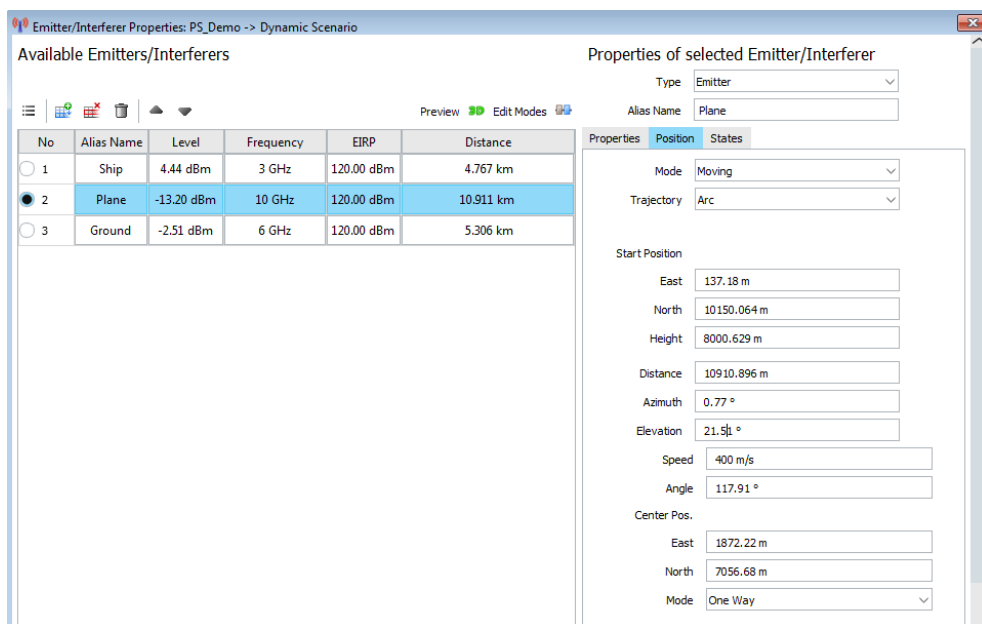 Emitter/Interferer Properties: PS_Demo -> Dynamic Scenario
Available Emitters/Interferers
Preview 3D Edit Modes
No Alias Name Level Frequency EIRP Distance
1 Ship 4.44 dBm 3 GHz 120.00 dBm 4.767 km
2 Plane -13.20 dBm 10 GHz 120.00 dBm 10.911 km
3 Ground -2.51 dBm 6 GHz 120.00 dBm 5.306 km
Properties of selected Emitter/Interferer
Type Emitter
Alias Name Plane
Properties Position States
Mode Moving
Trajectory Arc
Start Position
East 137.18 m
North 10150.064 m
Height 8000.629 m
Distance 10910.896 m
Azimuth 0.77 °
Elevation 21.51 °
Speed 400 m/s
Angle 117.91 °
Center Pos.
East 1872.22 m
North 7056.68 m
Mode One Way